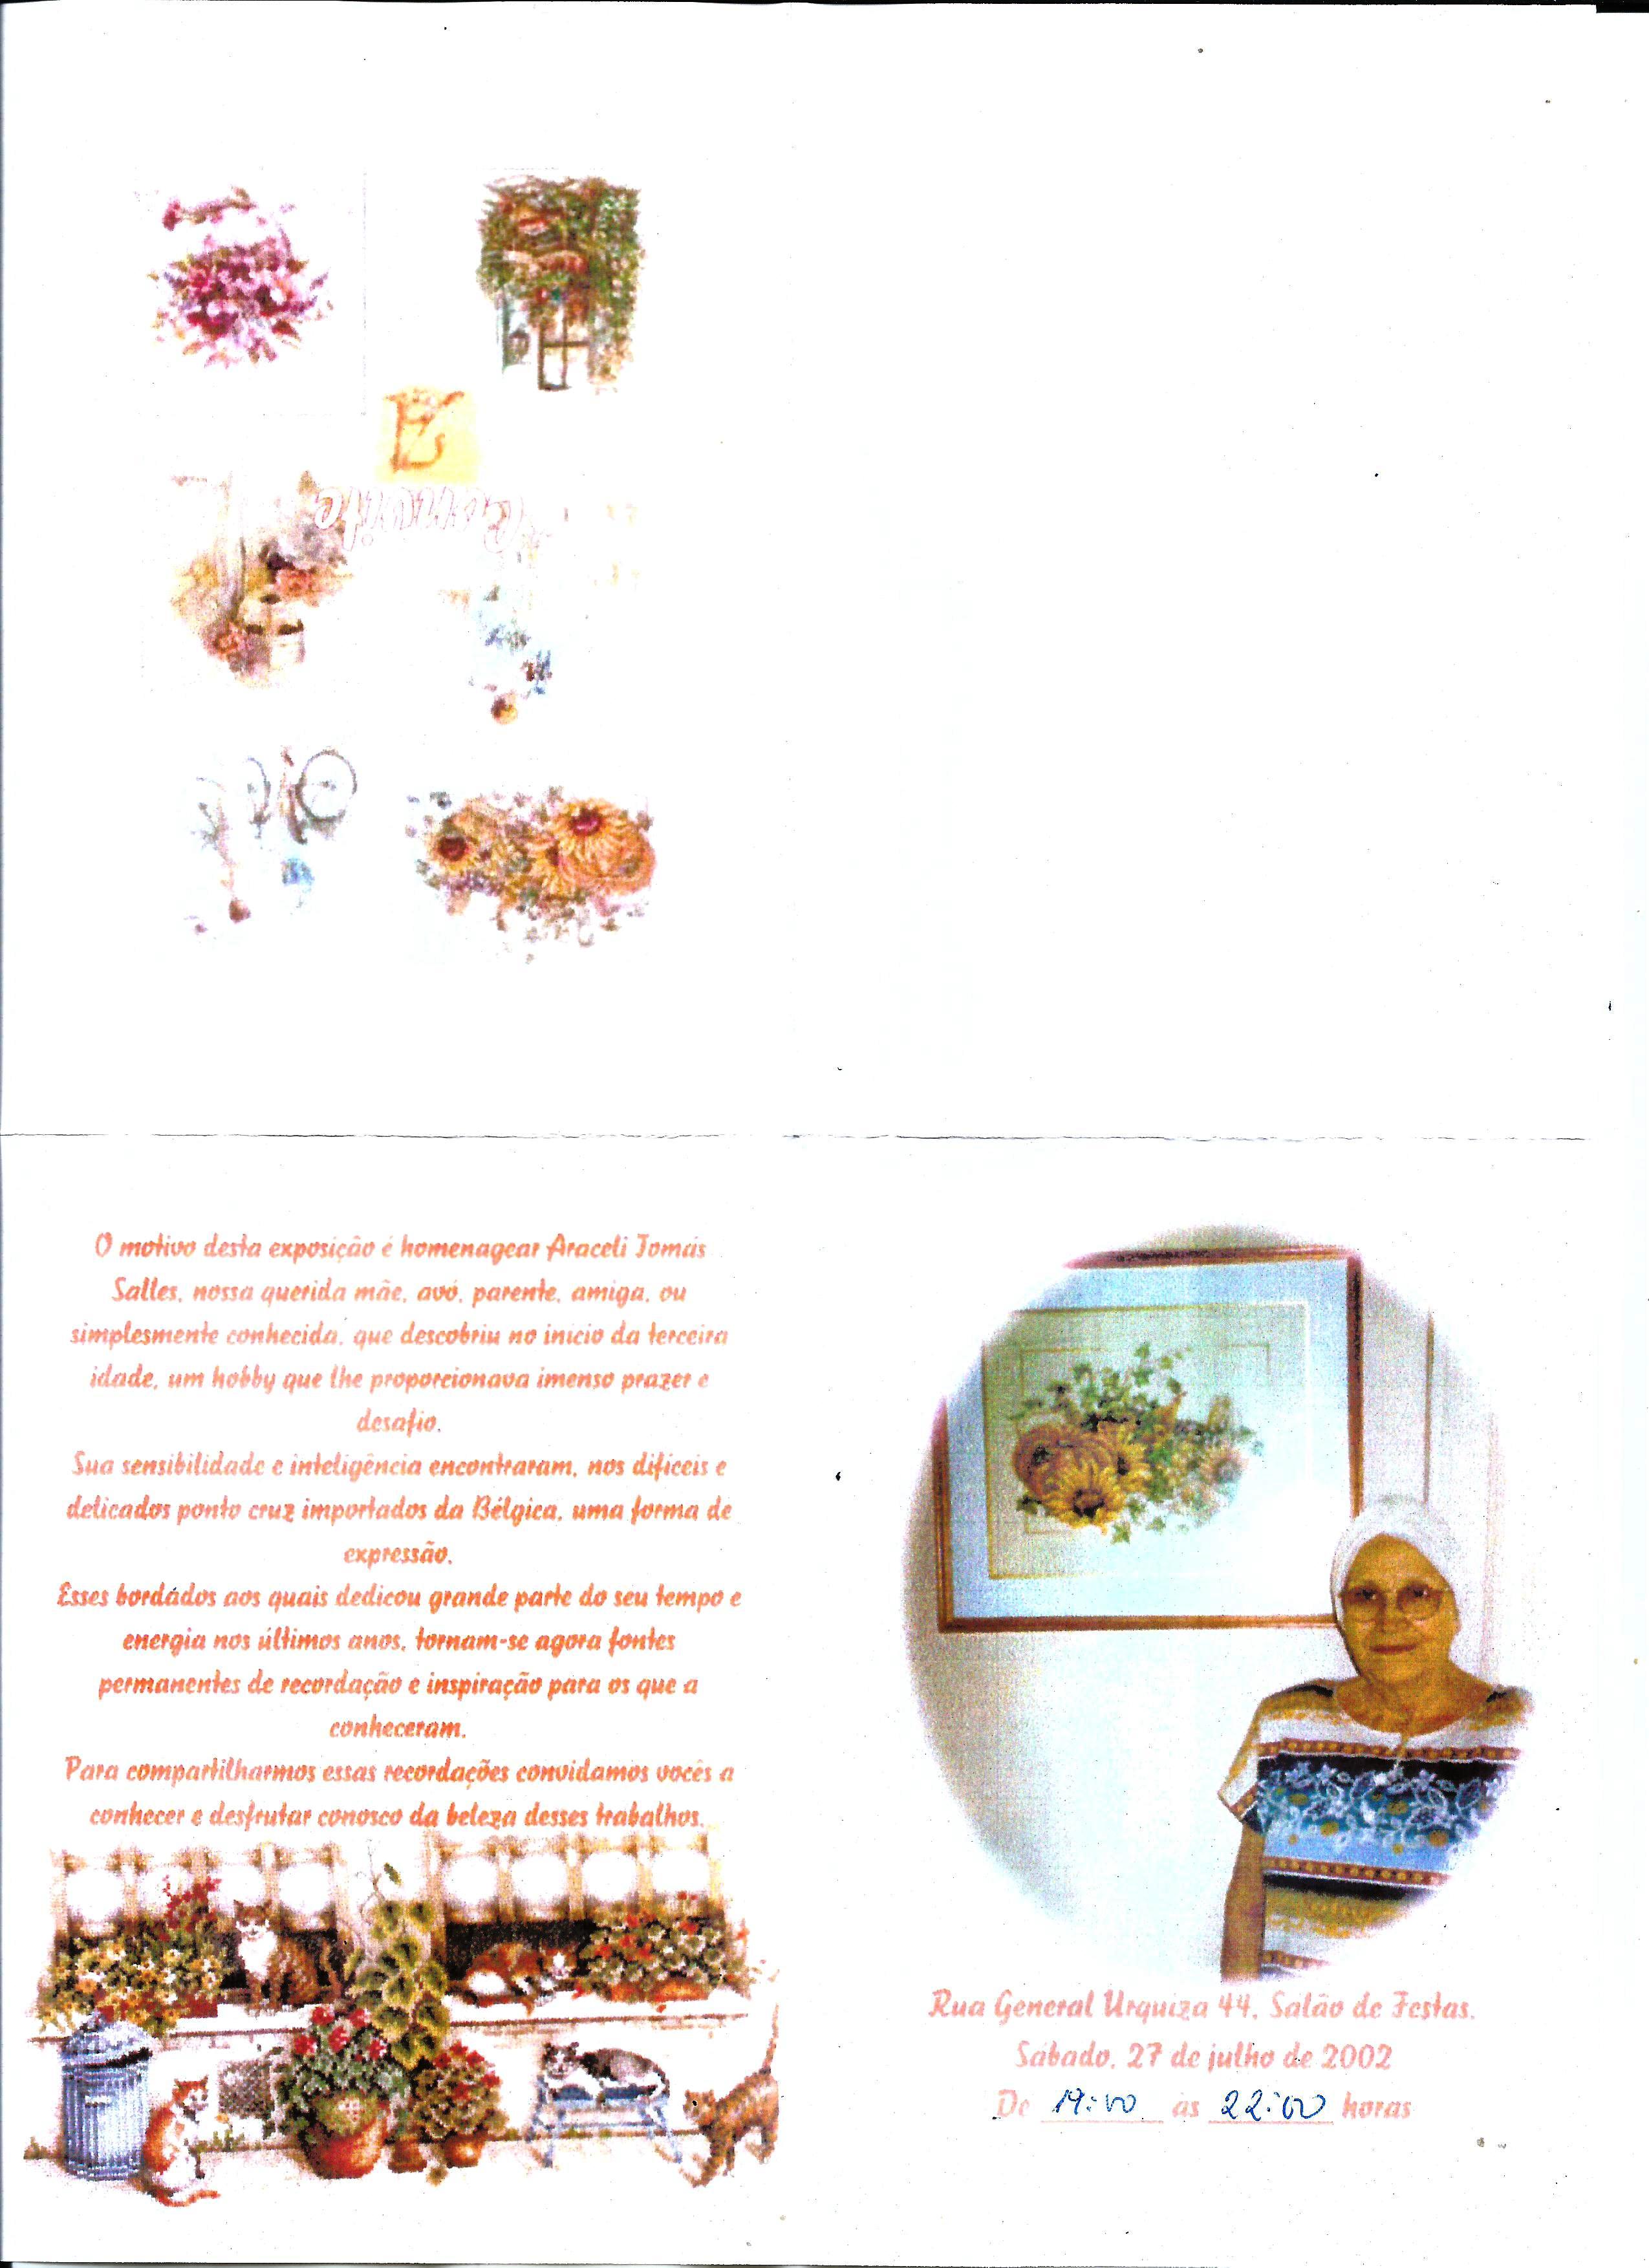 O motivo desta exposição é homenagear Araceli Tomás
Salles, nossa querida mãe, avó, parente, amiga, ou
simplesmente conhecida, que descobriu no início da terceira
idade, um hobby que lhe proporcionava imenso prazer e
desafio.
Sua sensibilidade e inteligência encontraram, nos difíceis e
delicados ponto cruz importados da Bélgica, uma forma de
expressão.
Esses bordados aos quais dedicou grande parte do seu tempo e
energia nos últimos anos, tornam-se agora fontes
permanentes de recordação e inspiração para os que a
conheceram.
Para compartilharmos essas recordações convidamos vocês a
conhecer e desfrutar conosco da beleza desses trabalhos.
Rua General Urquiza 44, Salão de Festas.
Sábado, 27 de julho de 2002
De 19:00 às 22:00 horas